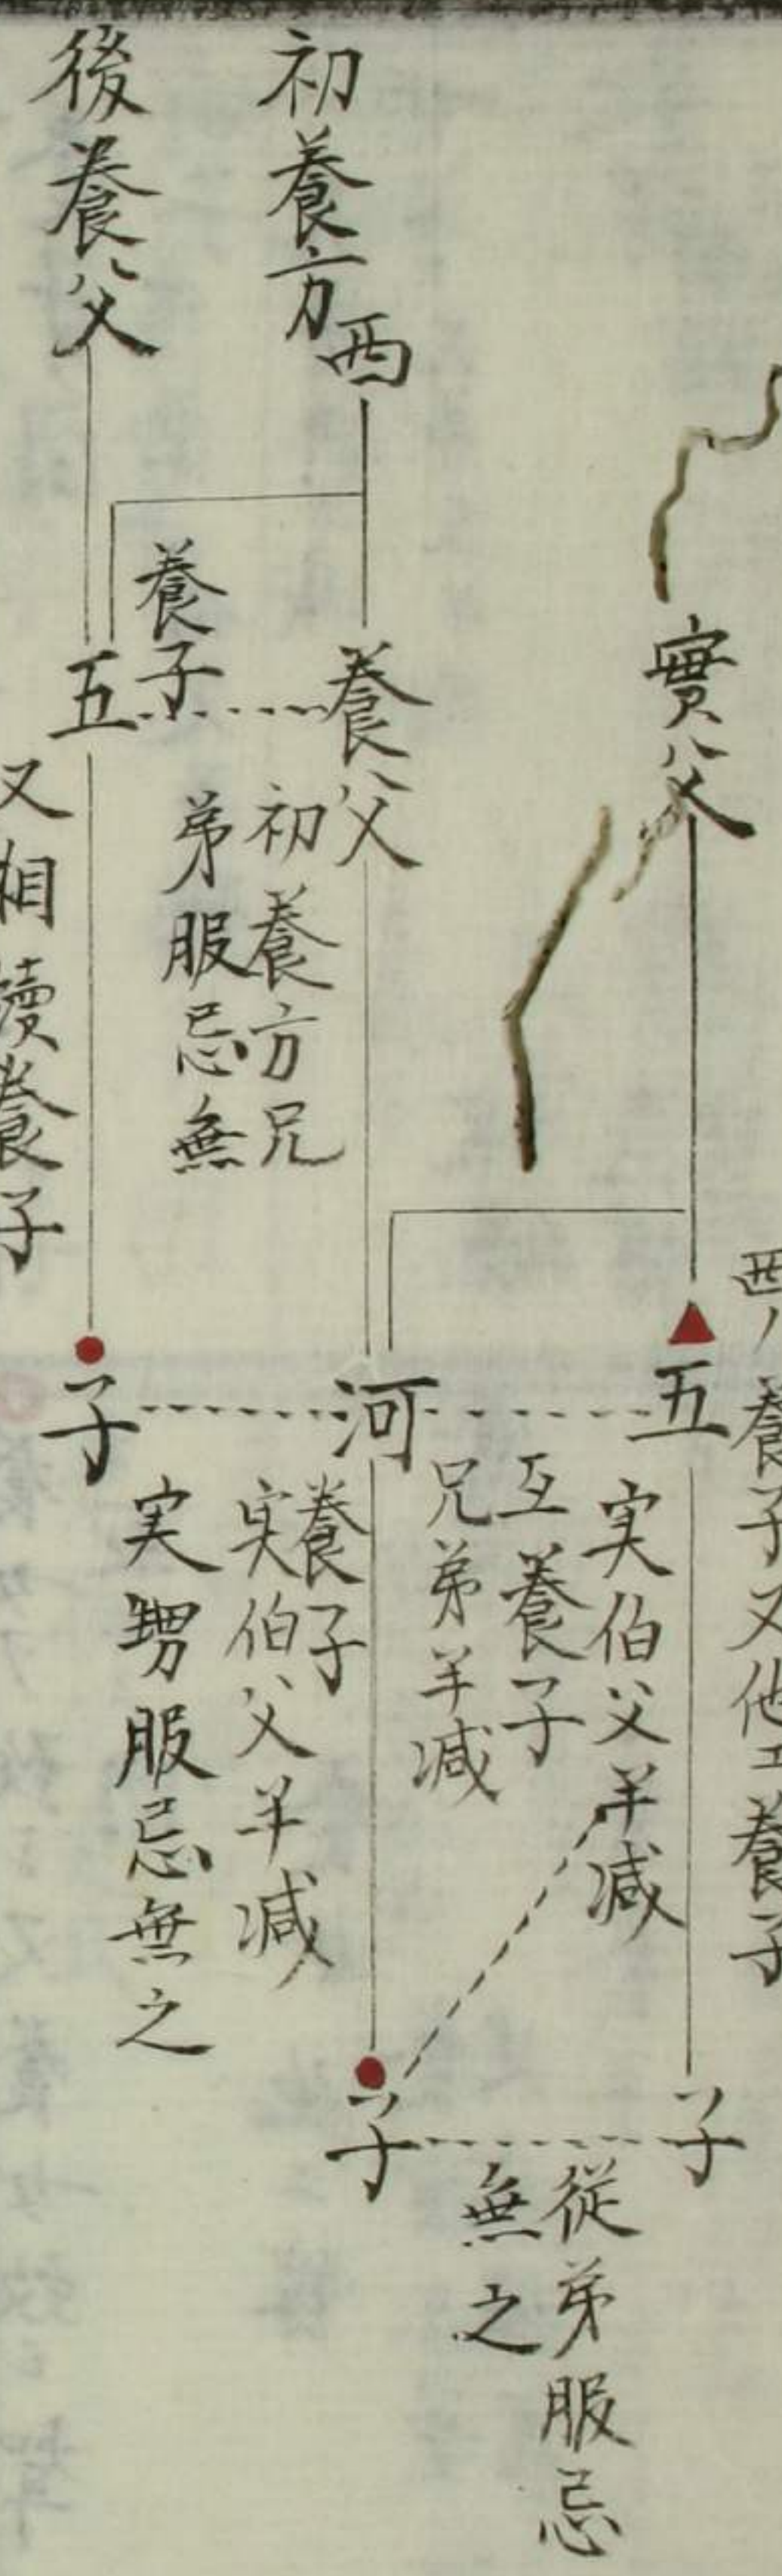 西ノ養子又他エ養子
實父
五
実伯父半減
互養子
兄弟半減
子
從弟服忌
無之
初養方
西
養父
初養方兄
弟服忌無
河
養子
実伯父半減
実甥服忌無之
子
養子
後養父
五
子
又相續養子